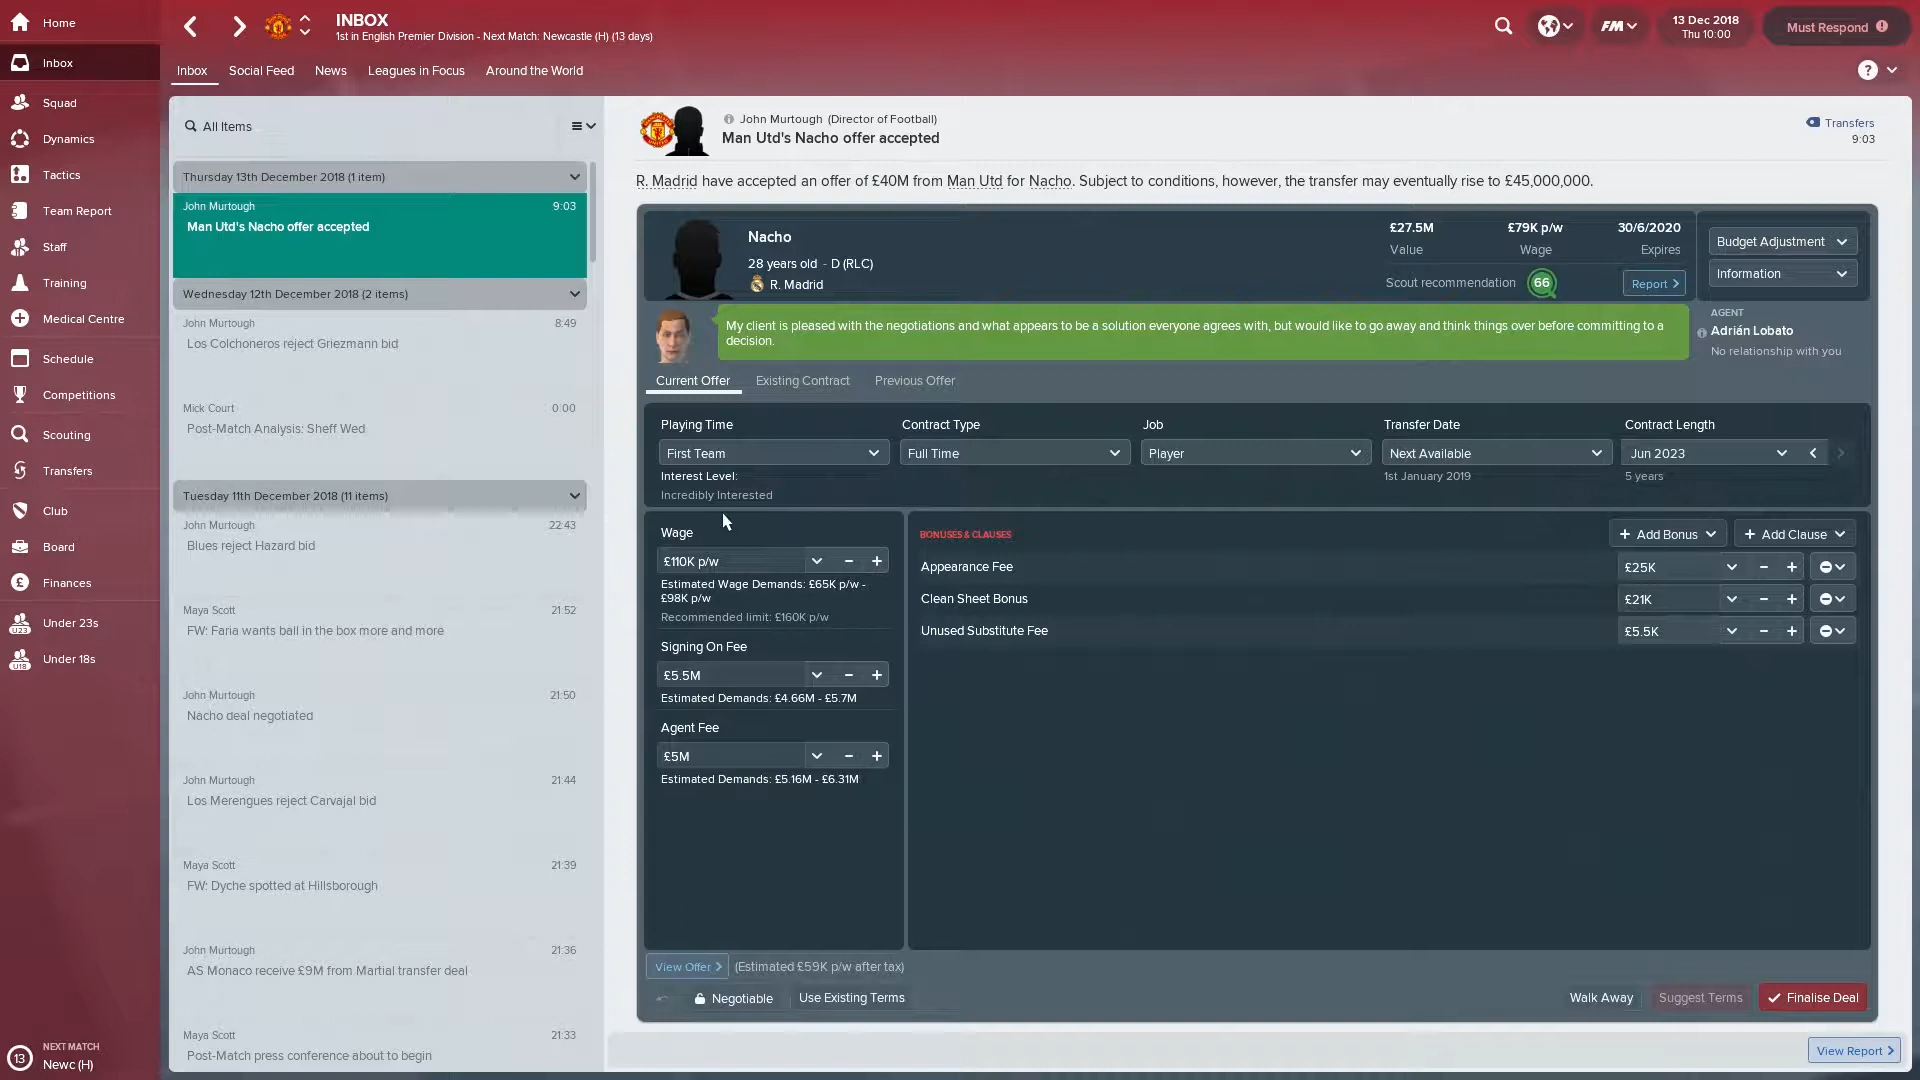 Home
Inbox
Squad
Dynamics
Tactics
Team Report
Staff
Training
Medical Centre
Schedule
Competitions
Scouting
Transfers
Club
Board
Finances
U23
Under 23s
U18
Under 18s
13
NEXT MATCH
Newc (H)
INBOX
1st in English Premier Division - Next Match: Newcastle (H) (13 days)
FM
13 Dec 2018
Thu 10:00
Must Respond
Inbox
Social Feed
News
Leagues in Focus
Around the World
?
All Items
Thursday 13th December 2018 (1 item)
John Murtough
9:03
Man Utd's Nacho offer accepted
Wednesday 12th December 2018 (2 items)
John Murtough
8:49
Los Colchoneros reject Griezmann bid
Mick Court
0:00
Post-Match Analysis: Sheff Wed
Tuesday 11th December 2018 (11 items)
John Murtough
22:43
Blues reject Hazard bid
Maya Scott
21:52
FW: Faria wants ball in the box more and more
John Murtough
21:50
Nacho deal negotiated
John Murtough
21:44
Los Merengues reject Carvajal bid
Maya Scott
21:39
FW: Dyche spotted at Hillsborough
John Murtough
21:36
AS Monaco receive £9M from Martial transfer deal
Maya Scott
21:33
Post-Match press conference about to begin
John Murtough (Director of Football)
Man Utd's Nacho offer accepted
Transfers
9:03
R. Madrid have accepted an offer of £40M from Man Utd for Nacho. Subject to conditions, however, the transfer may eventually rise to £45,000,000.
Nacho
28 years old - D (RLC)
R. Madrid
£27.5M
Value
£79K p/w
Wage
30/6/2020
Expires
Scout recommendation
66
Report
Budget Adjustment
Information
My client is pleased with the negotiations and what appears to be a solution everyone agrees with, but would like to go away and think things over before committing to a
decision.
AGENT
Adrián Lobato
No relationship with you
Current Offer
Existing Contract
Previous Offer
Playing Time
First Team
Interest Level:
Incredibly Interested
Contract Type
Full Time
Job
Player
Transfer Date
Next Available
1st January 2019
Contract Length
Jun 2023
5 years
Wage
£110K p/w
Estimated Wage Demands: £65K p/w -
£98K p/w
Recommended limit: £160K p/w
Signing On Fee
£5.5M
Estimated Demands: £4.66M - £5.7M
Agent Fee
£5M
Estimated Demands: £5.16M - £6.31M
BONUSES & CLAUSES
Add Bonus
Add Clause
Appearance Fee
£25K
Clean Sheet Bonus
£21K
Unused Substitute Fee
£5.5K
View Offer
(Estimated £59K p/w after tax)
Negotiable
Use Existing Terms
Walk Away
Suggest Terms
Finalise Deal
View Report